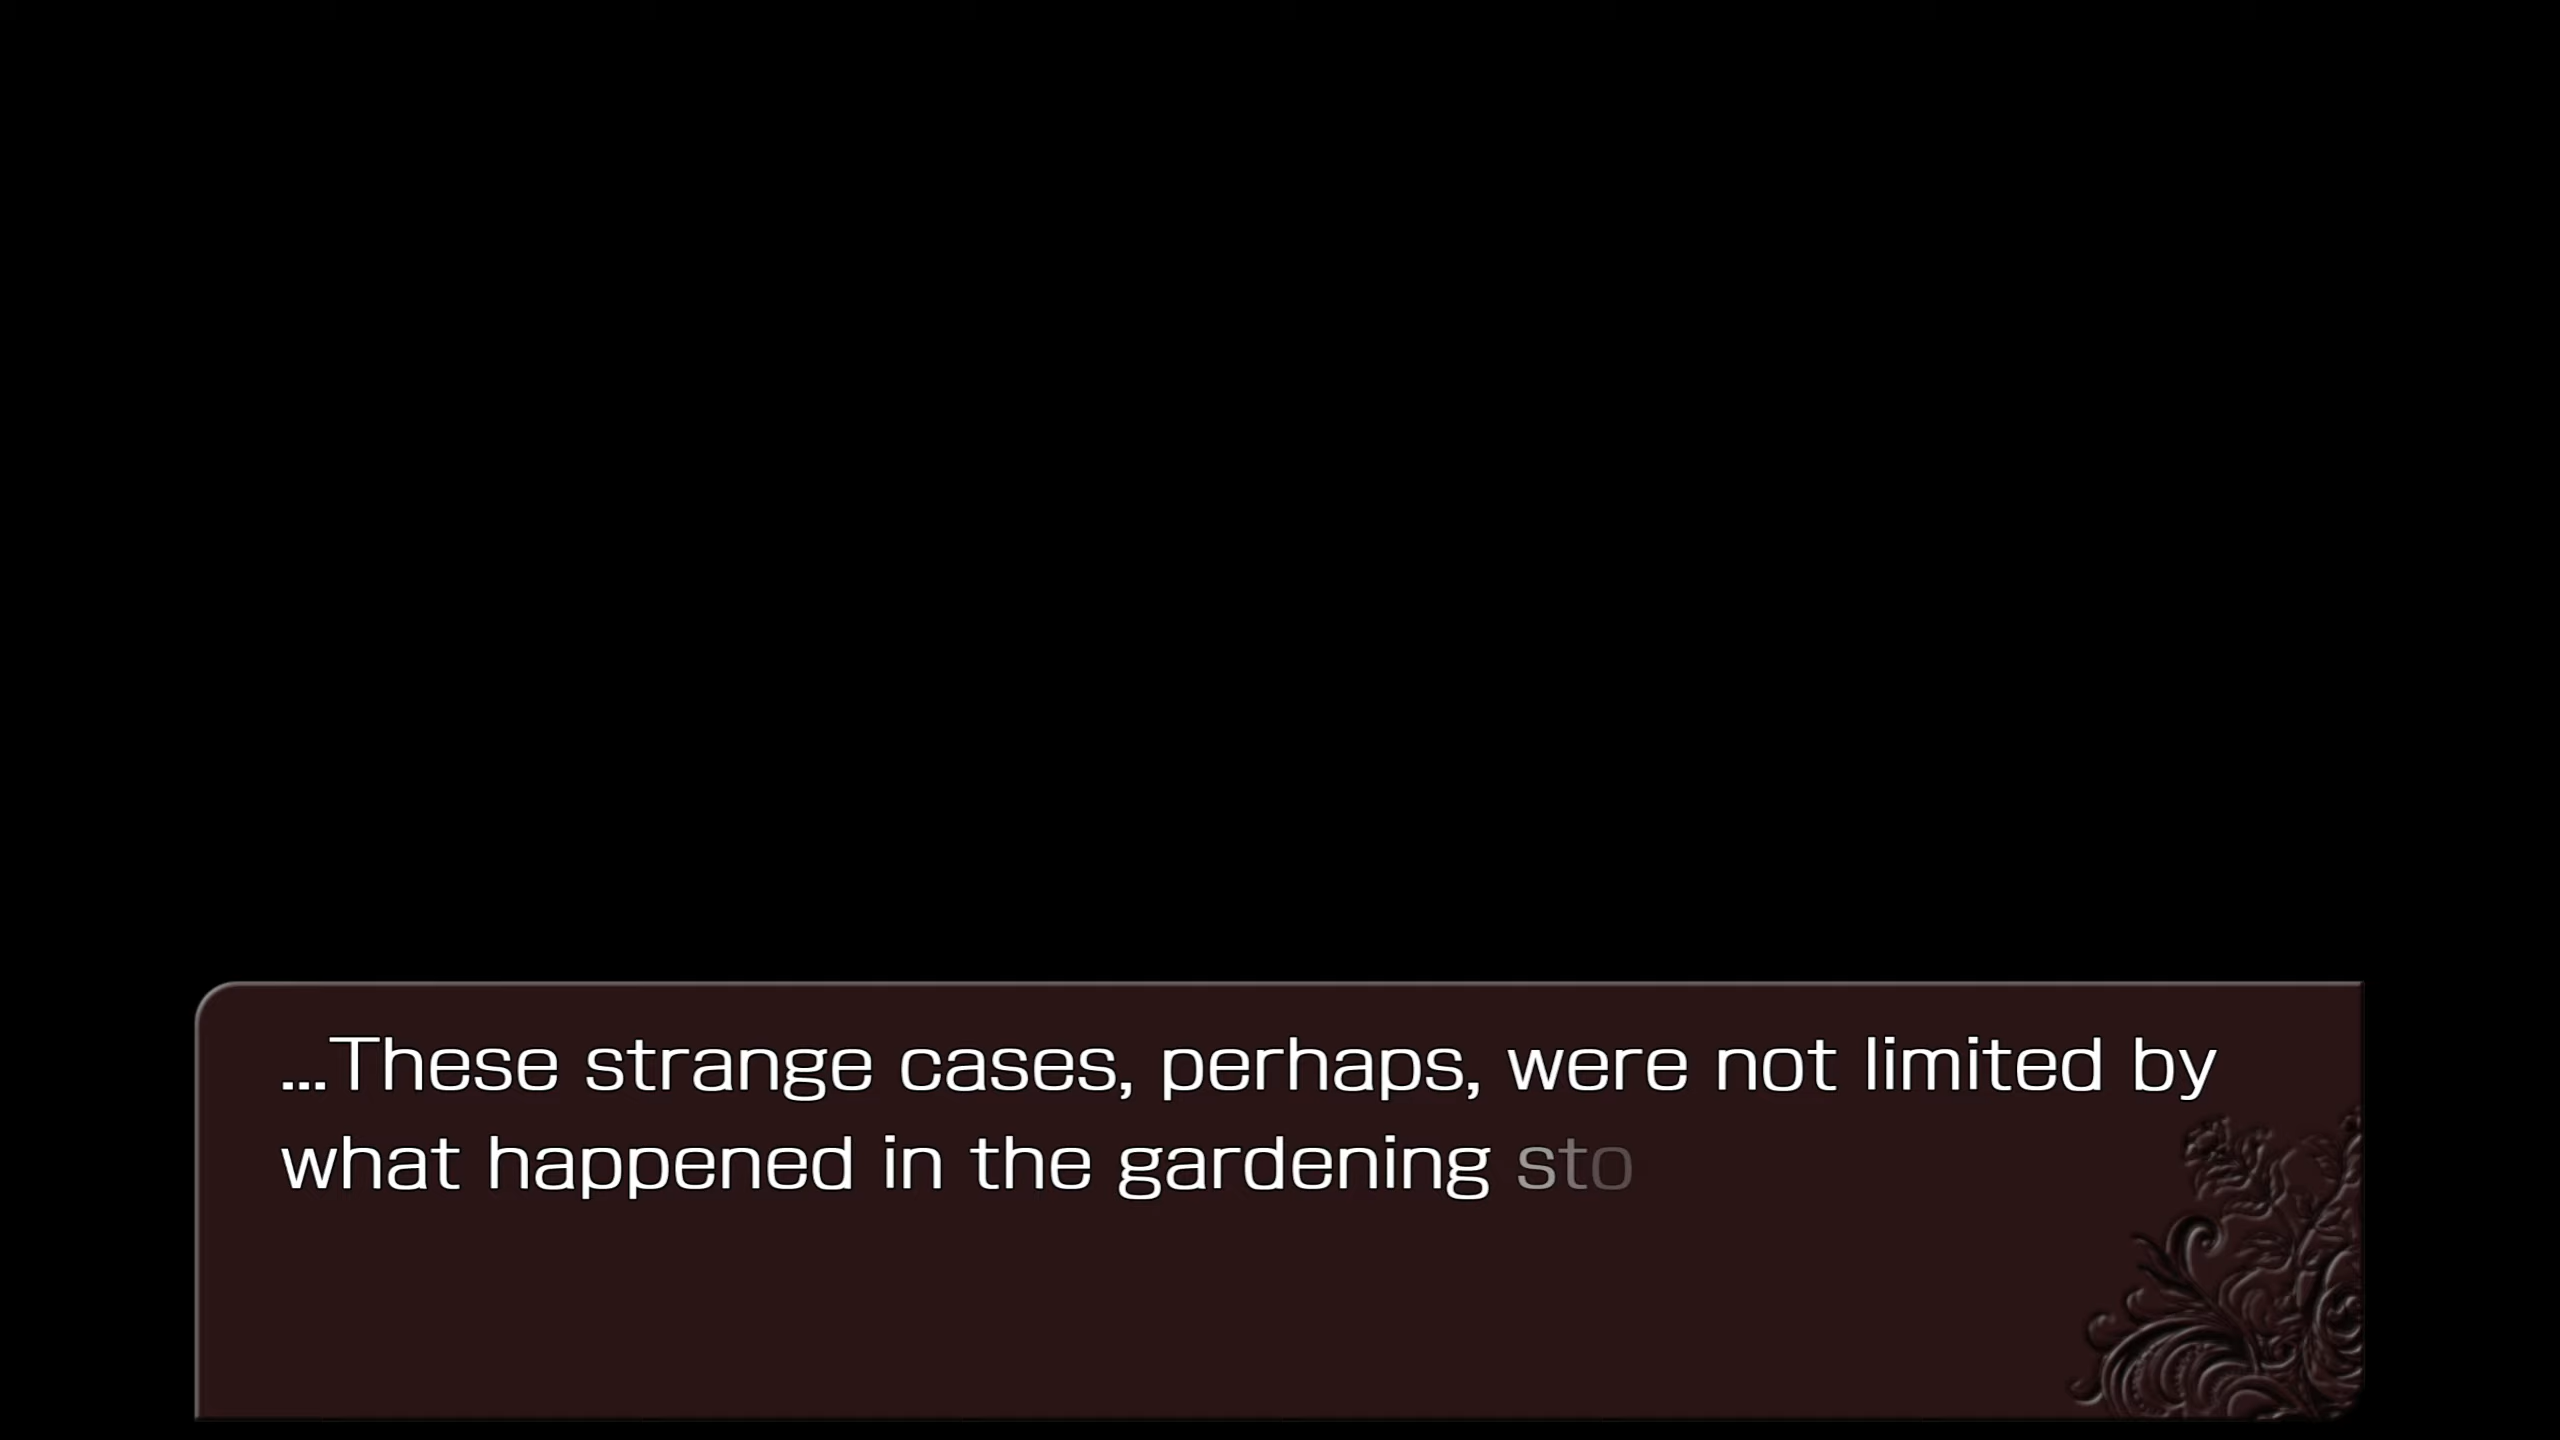 ...These strange cases, perhaps, were not limited by
what happened in the gardening sto